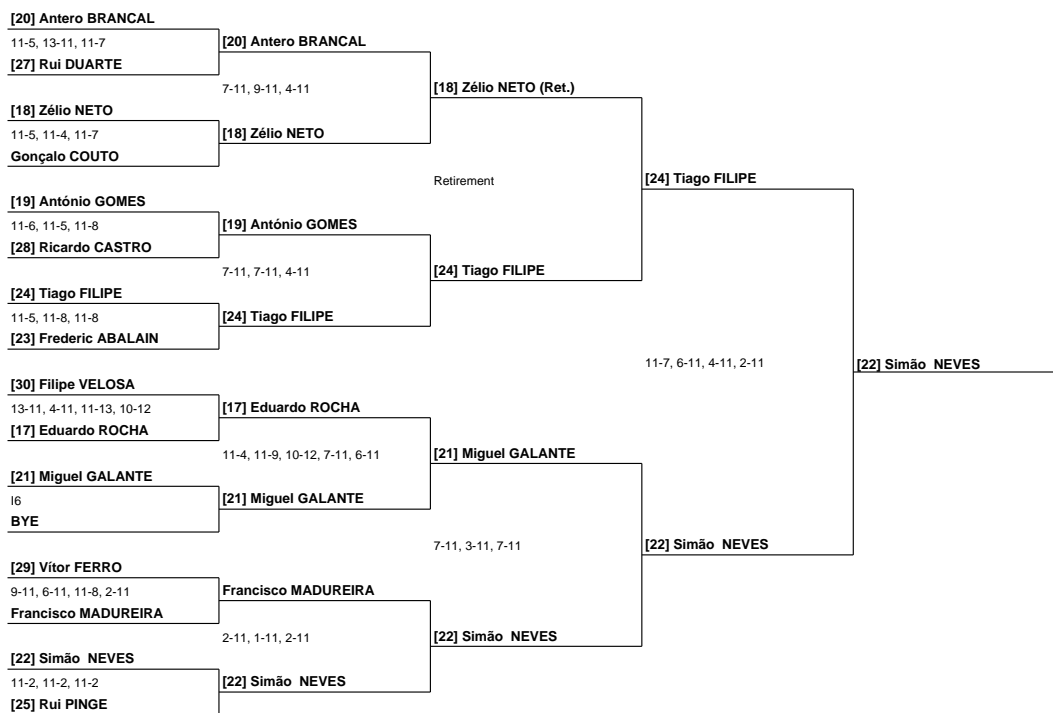 [20] Antero BRANCAL
11-5, 13-11, 11-7
[27] Rui DUARTE
[18] Zélio NETO
11-5, 11-4, 11-7
Gonçalo COUTO
[19] António GOMES
11-6, 11-5, 11-8
[28] Ricardo CASTRO
[24] Tiago FILIPE
11-5, 11-8, 11-8
[23] Frederic ABALAIN
[30] Filipe VELOSA
13-11, 4-11, 11-13, 10-12
[17] Eduardo ROCHA
[21] Miguel GALANTE
I6
BYE
[29] Vítor FERRO
9-11, 6-11, 11-8, 2-11
Francisco MADUREIRA
[22] Simão NEVES
11-2, 11-2, 11-2
[25] Rui PINGE
[20] Antero BRANCAL
7-11, 9-11, 4-11
[18] Zélio NETO
[19] António GOMES
7-11, 7-11, 4-11
[24] Tiago FILIPE
[17] Eduardo ROCHA
11-4, 11-9, 10-12, 7-11, 6-11
[21] Miguel GALANTE
Francisco MADUREIRA
2-11, 1-11, 2-11
[22] Simão NEVES
[18] Zélio NETO (Ret.)
Retirement
[24] Tiago FILIPE
[21] Miguel GALANTE
7-11, 3-11, 7-11
[22] Simão NEVES
[24] Tiago FILIPE
11-7, 6-11, 4-11, 2-11
[22] Simão NEVES
[22] Simão NEVES